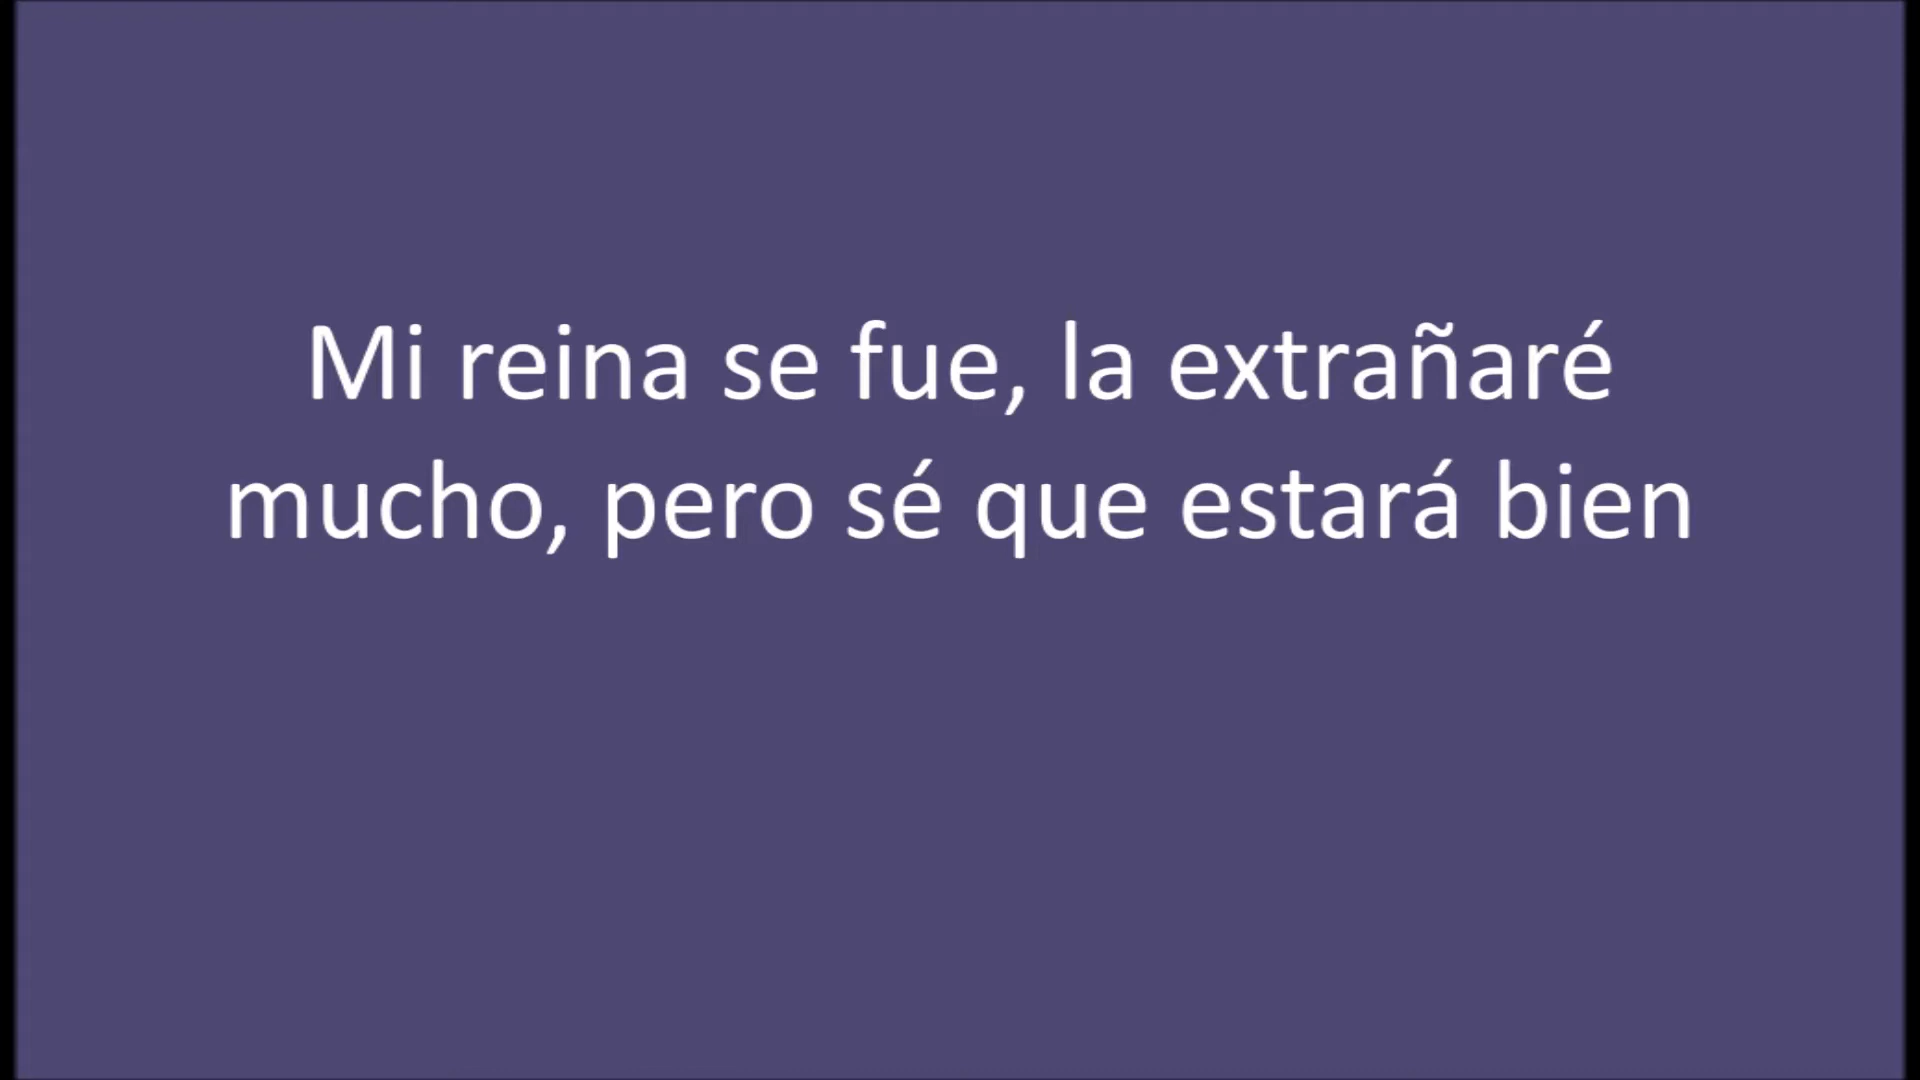 Mi reina se fue, la extrañaré
mucho, pero sé que estará bien